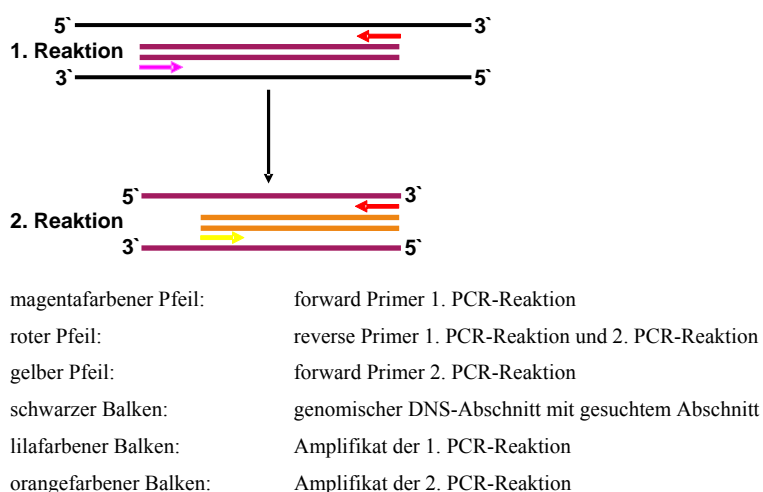 5` 3`
1. Reaktion
3` 5`
5` 3`
2. Reaktion
3` 5`
magentafarbener Pfeil: forward Primer 1. PCR-Reaktion
roter Pfeil: reverse Primer 1. PCR-Reaktion und 2. PCR-Reaktion
gelber Pfeil: forward Primer 2. PCR-Reaktion
schwarzer Balken: genomischer DNS-Abschnitt mit gesuchtem Abschnitt
lilafarbener Balken: Amplifikat der 1. PCR-Reaktion
orangefarbener Balken: Amplifikat der 2. PCR-Reaktion